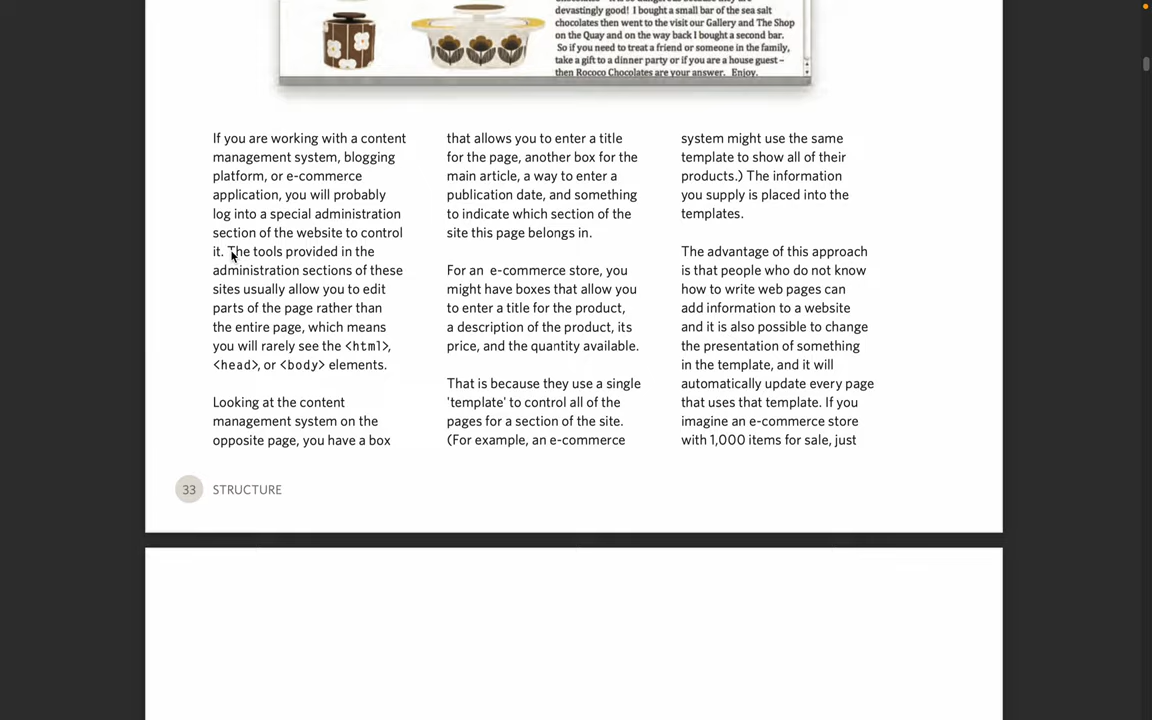 devastingly good! I bought a small bar of the sea salt
chocolates then went to the visit our Gallery and The Shop
on the Quay and on the way back I bought a second bar.
So if you need to treat a friend or someone in the family,
take a gift to a dinner party or if you are a house guest –
then Rococo Chocolates are your answer. Enjoy.
If you are working with a content
management system, blogging
platform, or e-commerce
application, you will probably
log into a special administration
section of the website to control
it. The tools provided in the
administration sections of these
sites usually allow you to edit
parts of the page rather than
the entire page, which means
you will rarely see the <html>,
<head>, or <body> elements.
Looking at the content
management system on the
opposite page, you have a box
that allows you to enter a title
for the page, another box for the
main article, a way to enter a
publication date, and something
to indicate which section of the
site this page belongs in.
For an e-commerce store, you
might have boxes that allow you
to enter a title for the product,
a description of the product, its
price, and the quantity available.
That is because they use a single
'template' to control all of the
pages for a section of the site.
(For example, an e-commerce
system might use the same
template to show all of their
products.) The information
you supply is placed into the
templates.
The advantage of this approach
is that people who do not know
how to write web pages can
add information to a website
and it is also possible to change
the presentation of something
in the template, and it will
automatically update every page
that uses that template. If you
imagine an e-commerce store
with 1,000 items for sale, just
33 STRUCTURE